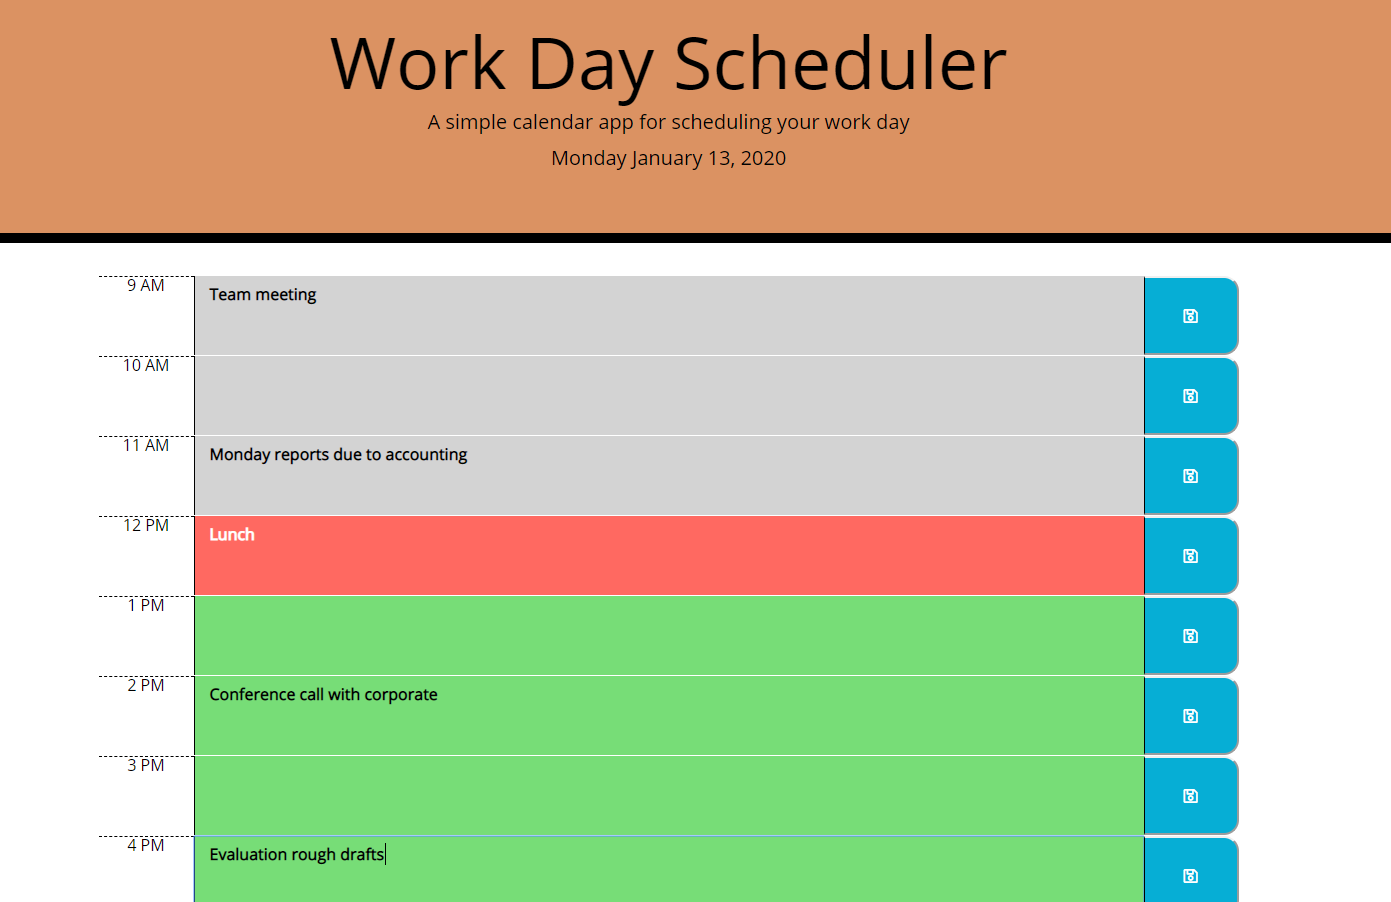 Work Day Scheduler
A simple calendar app for scheduling your work day
Monday January 13, 2020
9 AM
Team meeting
10 AM
11 AM
Monday reports due to accounting
12 PM
Lunch
1 PM
2 PM
Conference call with corporate
3 PM
4 PM
Evaluation rough drafts